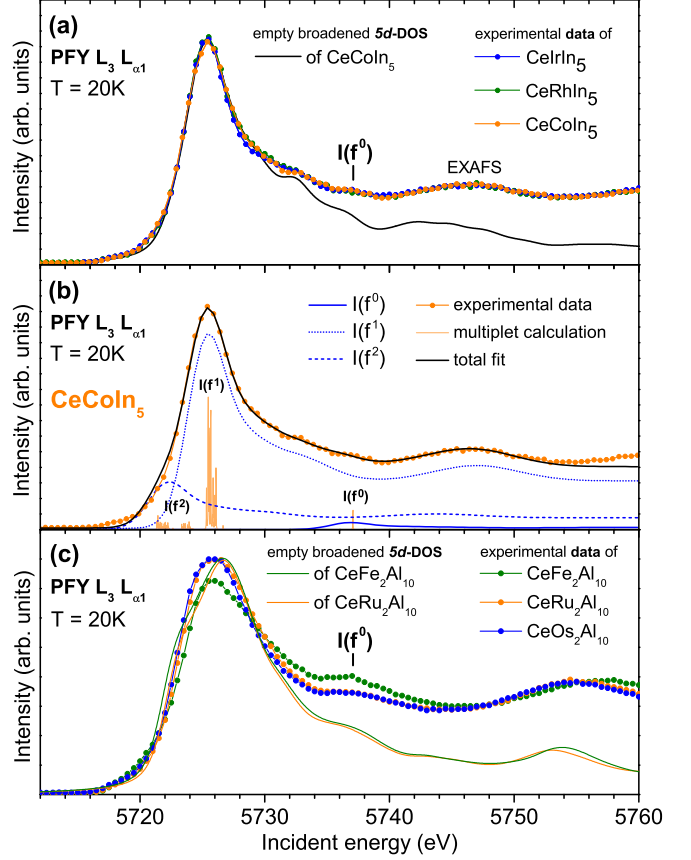 (a)
PFY L3 Lα1
T = 20K
empty broadened 5d-DOS
of CeCoIn5
experimental data of
CeIrIn5
CeRhIn5
CeCoIn5
I(f0)
EXAFS
Intensity (arb. units)
(b)
PFY L3 Lα1
T = 20K
CeCoIn5
I(f0)
I(f1)
I(f2)
experimental data
multiplet calculation
total fit
I(f1)
I(f2)
I(f0)
Intensity (arb. units)
(c)
PFY L3 Lα1
T = 20K
empty broadened 5d-DOS
of CeFe2Al10
of CeRu2Al10
experimental data of
CeFe2Al10
CeRu2Al10
CeOs2Al10
I(f0)
Intensity (arb. units)
5720 5730 5740 5750 5760
Incident energy (eV)